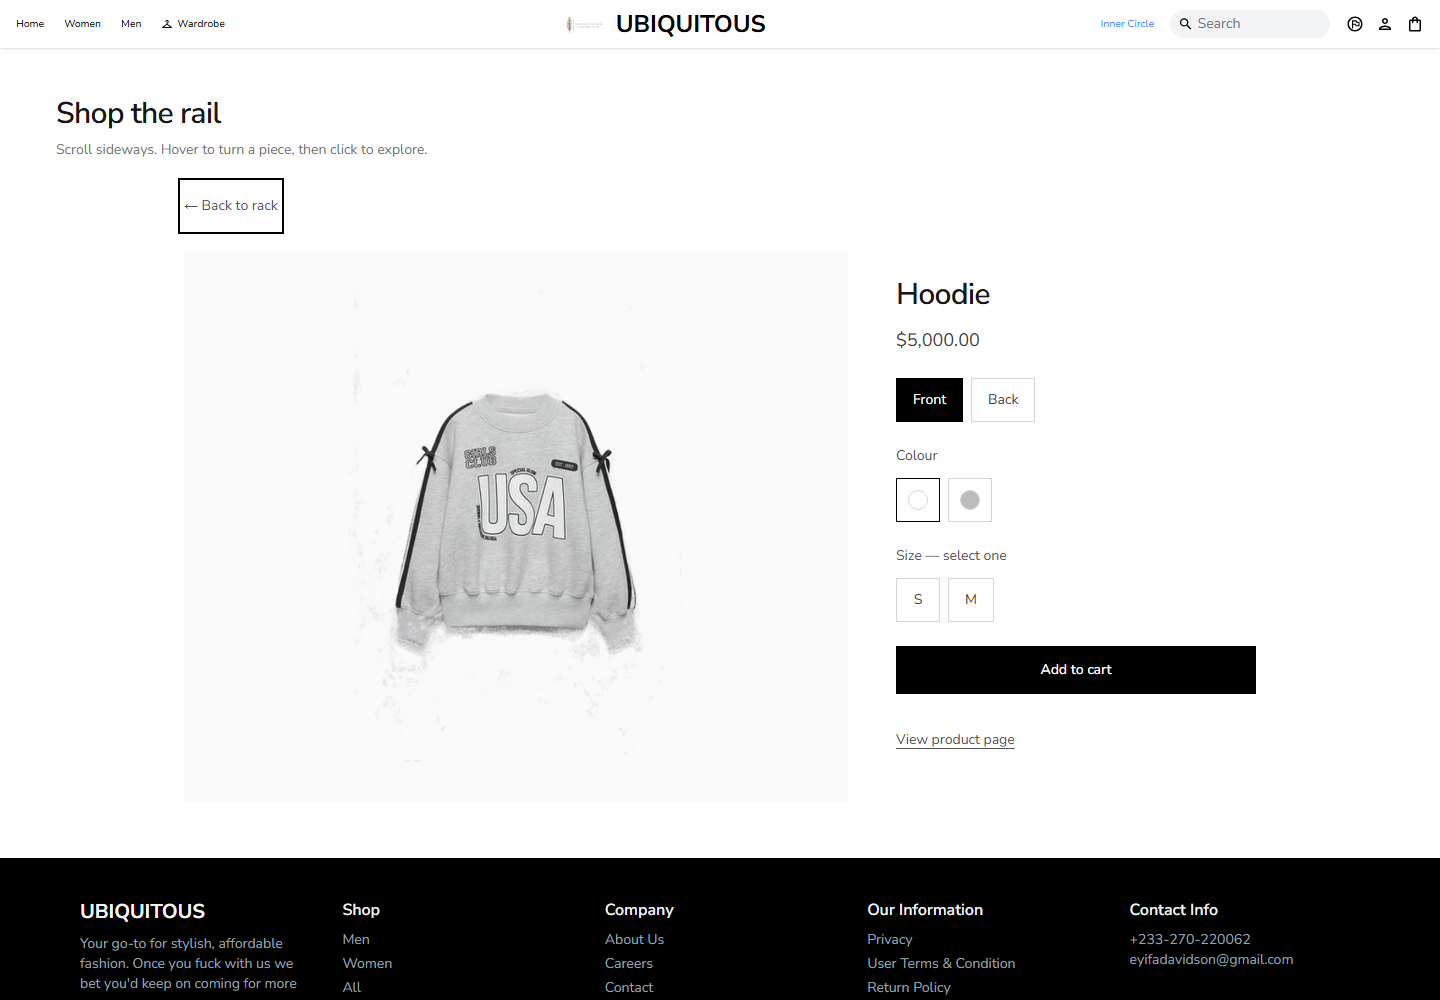 Home Women Men Wardrobe
UBIQUITOUS
Inner Circle
Search
Shop the rail
Scroll sideways. Hover to turn a piece, then click to explore.
← Back to rack
GIRLS
CLUB
SPECIAL GLAM
USA
Hoodie
$5,000.00
Front Back
Colour
Size — select one
S M
Add to cart
View product page
UBIQUITOUS
Your go-to for stylish, affordable
fashion. Once you fuck with us we
bet you'd keep on coming for more
Shop
Men
Women
All
Company
About Us
Careers
Contact
Our Information
Privacy
User Terms & Condition
Return Policy
Contact Info
+233-270-220062
eyifadavidson@gmail.com